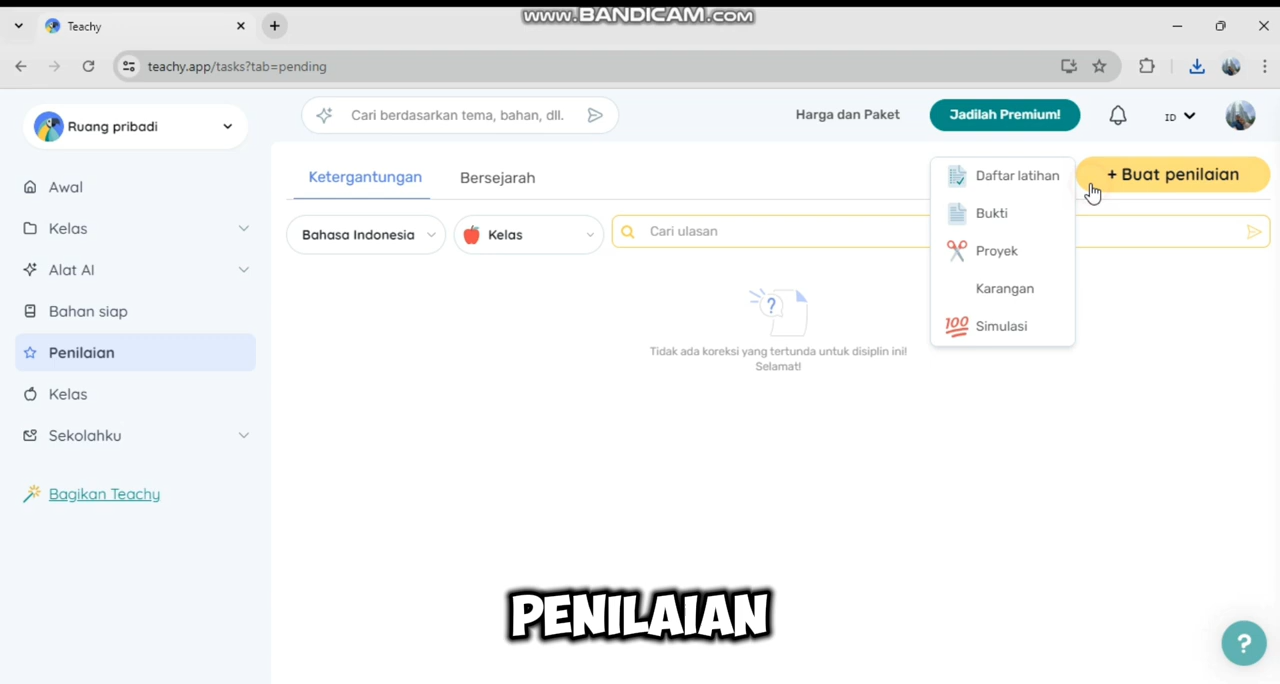 www.BANDICAM.com
Teachy
teachy.app/tasks?tab=pending
Ruang pribadi
Cari berdasarkan tema, bahan, dll.
Harga dan Paket
Jadilah Premium!
ID
Awal
Kelas
Alat AI
Bahan siap
Penilaian
Kelas
Sekolahku
Bagikan Teachy
Ketergantungan
Bersejarah
+ Buat penilaian
Bahasa Indonesia
Kelas
Cari ulasan
Daftar latihan
Bukti
Proyek
Karangan
100
Simulasi
?
Tidak ada koreksi yang tertunda untuk disiplin ini!
Selamat!
PENILAIAN
?